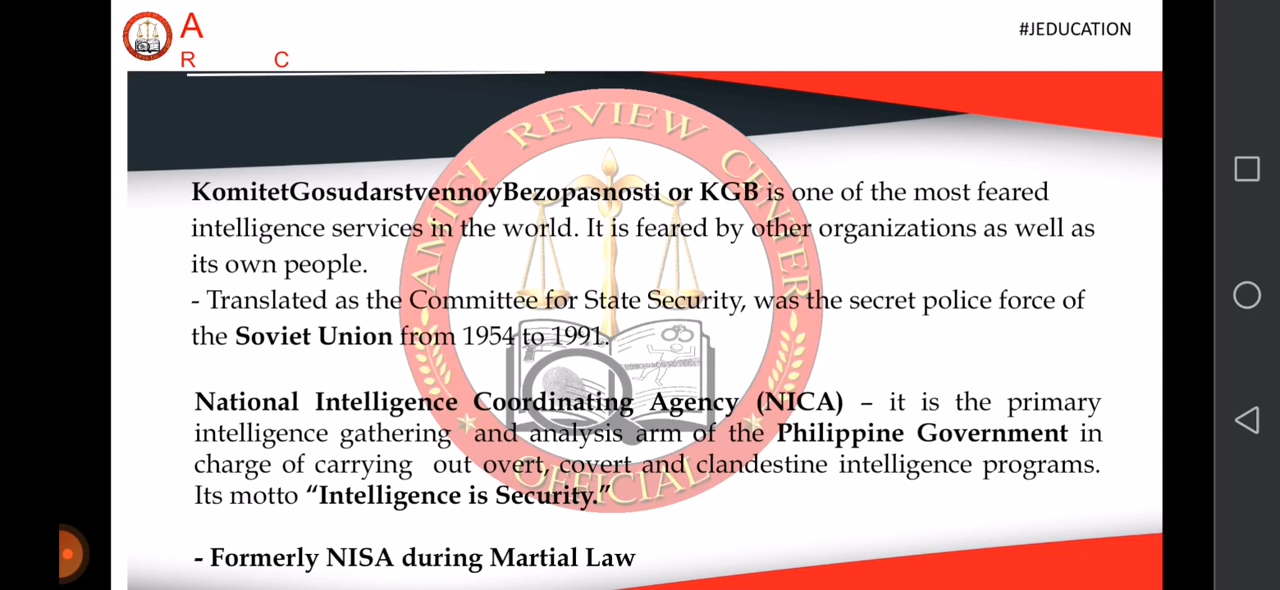 A
R C
#JEDUCATION
AMICI REVIEW CENTER
OFFICIAL
KomitetGosudarstvennoyBezopasnosti or KGB is one of the most feared
intelligence services in the world. It is feared by other organizations as well as
its own people.
- Translated as the Committee for State Security, was the secret police force of
the Soviet Union from 1954 to 1991.
National Intelligence Coordinating Agency (NICA) – it is the primary
intelligence gathering and analysis arm of the Philippine Government in
charge of carrying out overt, covert and clandestine intelligence programs.
Its motto “Intelligence is Security.”
- Formerly NISA during Martial Law